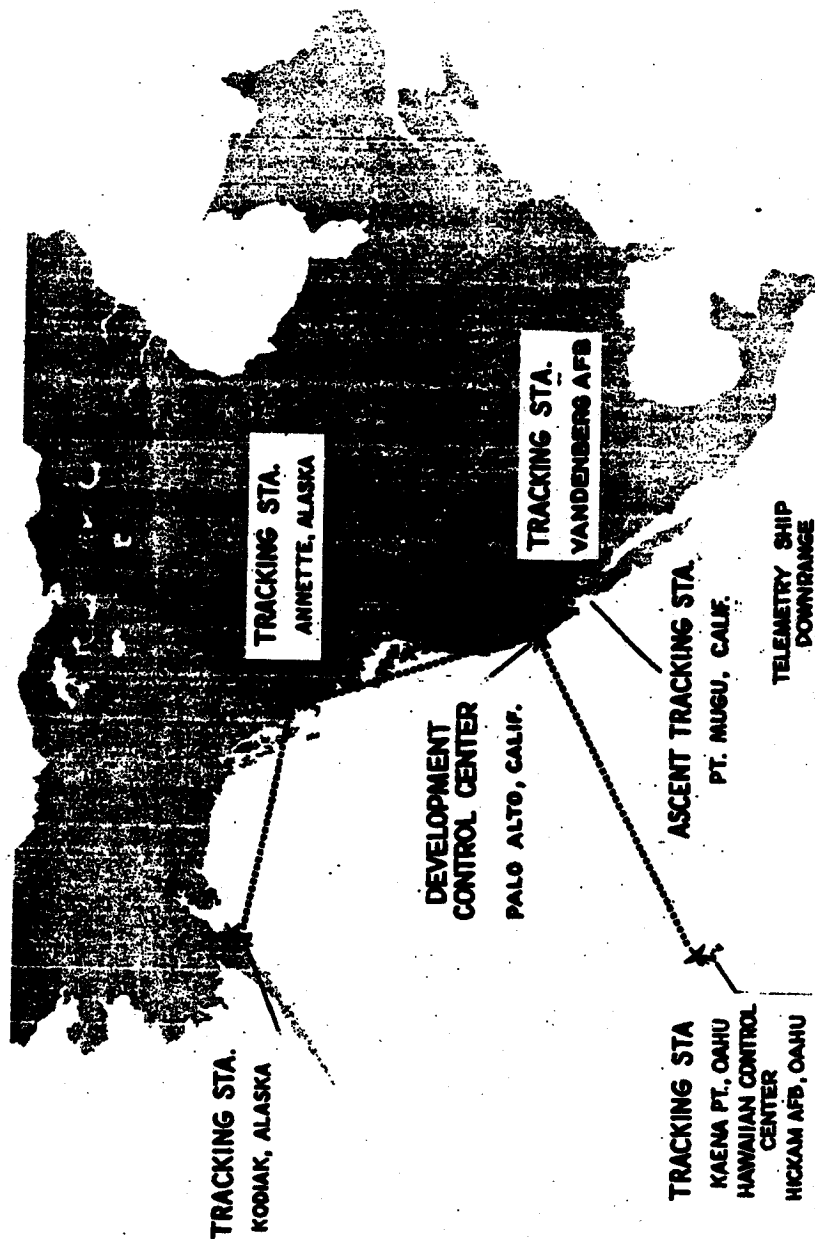 TRACKING STA.
KODIAK, ALASKA
TRACKING STA.
ANNETTE, ALASKA
DEVELOPMENT
CONTROL CENTER
PALO ALTO, CALIF.
TRACKING STA.
VANDENBERG AFB
TRACKING STA
KAENA PT., OAHU
HAWAIIAN CONTROL
CENTER
HICKAM AFB, OAHU
ASCENT TRACKING STA.
PT. MUGU, CALIF.
TELEMETRY SHIP
DOWNRANGE